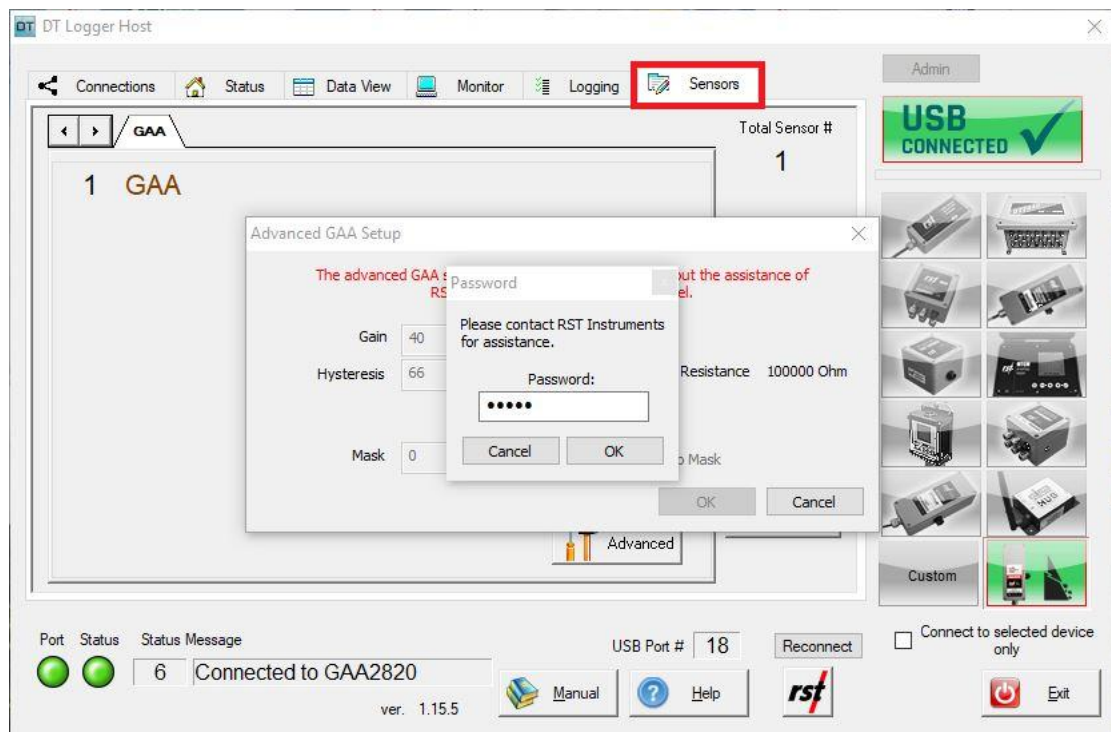 DT DT Logger Host
Connections Status Data View Monitor Logging Sensors
Admin
USB
CONNECTED
GAA
Total Sensor #
1
1 GAA
Advanced GAA Setup
The advanced GAA out the assistance of
RS el.
Password
Please contact RST Instruments
for assistance.
Password:
Cancel OK
Gain 40
Hysteresis 66
Resistance 100000 Ohm
Mask 0
Mask
OK Cancel
Advanced
Custom
Port Status Status Message
6 Connected to GAA2820
USB Port # 18
Reconnect
Connect to selected device
only
ver. 1.15.5
Manual
Help
rst
Exit